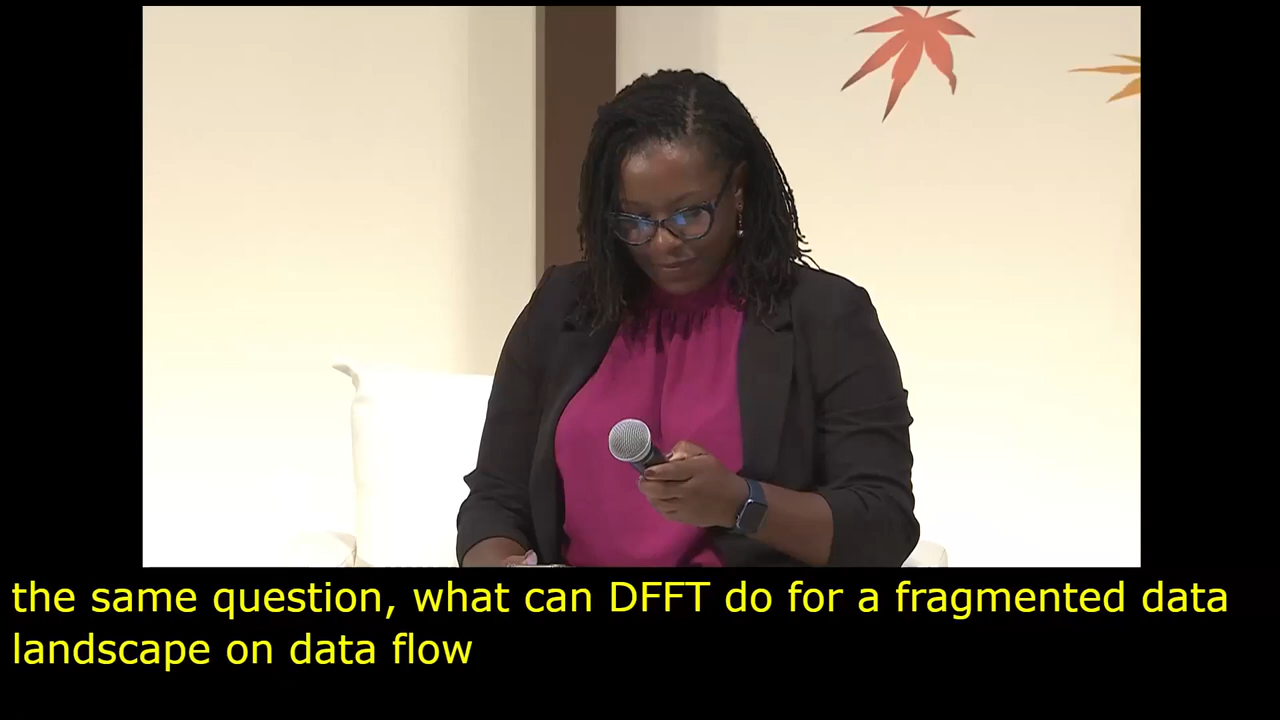 the same question, what can DFFT do for a fragmented data
landscape on data flow